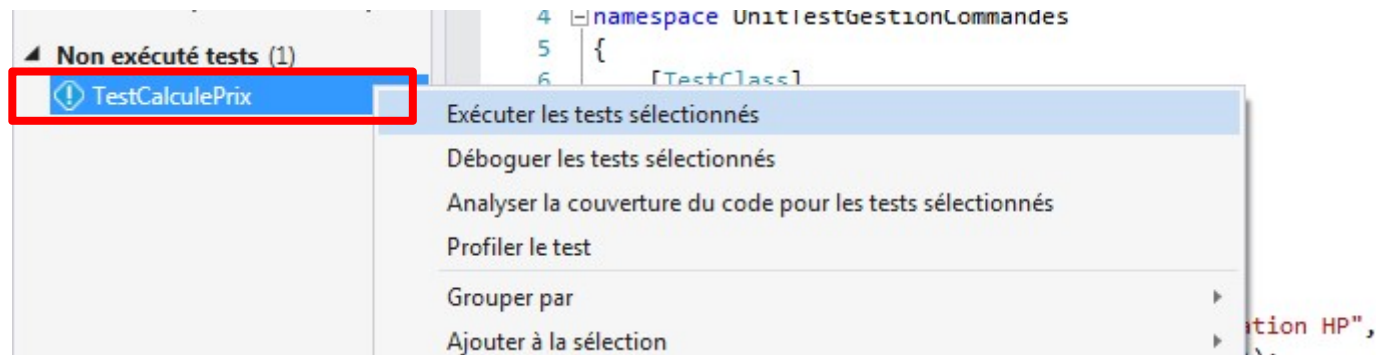 4 namespace UnitTestGestionCommandes
Non exécuté tests (1)
5 {
6 [TestClass]
TestCalculePrix
Exécuter les tests sélectionnés
Déboguer les tests sélectionnés
Analyser la couverture du code pour les tests sélectionnés
Profiler le test
Grouper par
ation HP",
Ajouter à la sélection